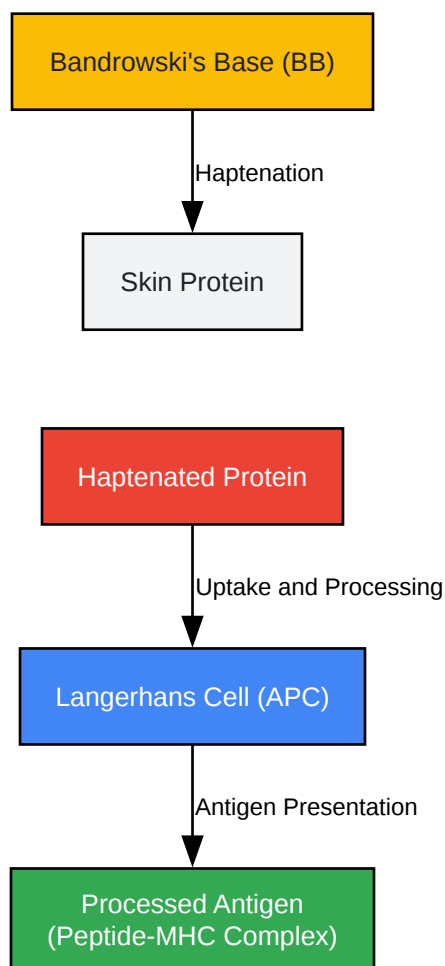 Bandrowski's Base (BB)
Haptenation
Skin Protein
Haptenated Protein
Uptake and Processing
Langerhans Cell (APC)
Antigen Presentation
Processed Antigen
(Peptide-MHC Complex)